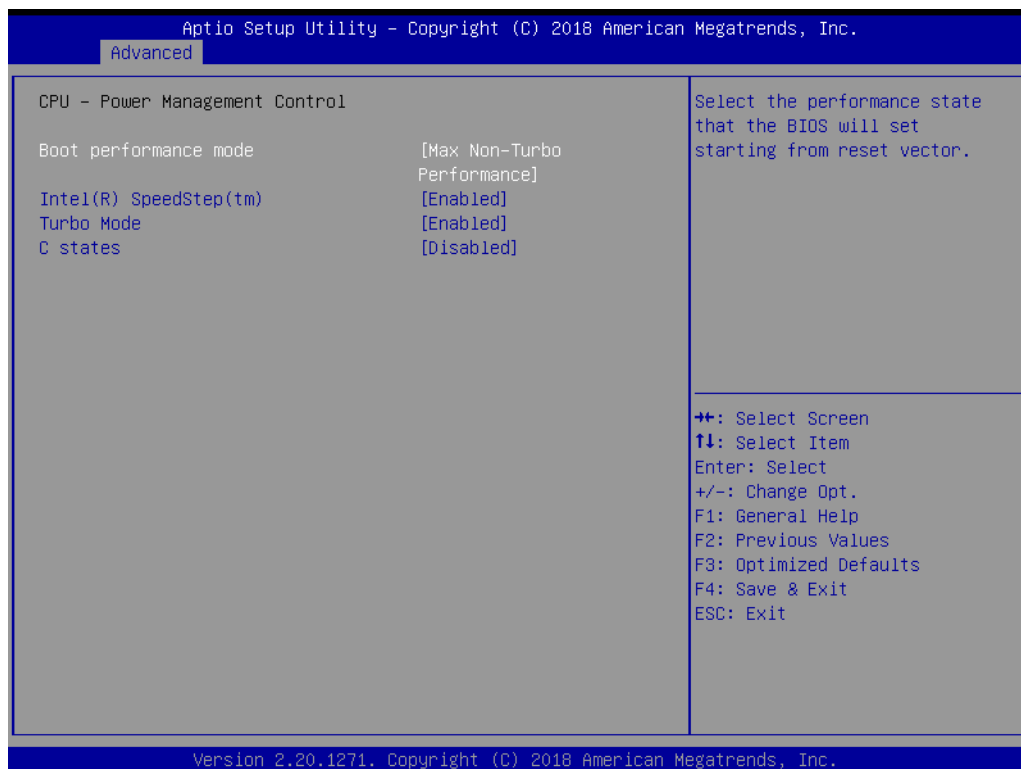 Aptio Setup Utility – Copyright (C) 2018 American Megatrends, Inc.
Advanced
CPU – Power Management Control
Boot performance mode [Max Non-Turbo
Performance]
Intel(R) SpeedStep(tm) [Enabled]
Turbo Mode [Enabled]
C states [Disabled]
Select the performance state
that the BIOS will set
starting from reset vector.
→←: Select Screen
↑↓: Select Item
Enter: Select
+/-: Change Opt.
F1: General Help
F2: Previous Values
F3: Optimized Defaults
F4: Save & Exit
ESC: Exit
Version 2.20.1271. Copyright (C) 2018 American Megatrends, Inc.